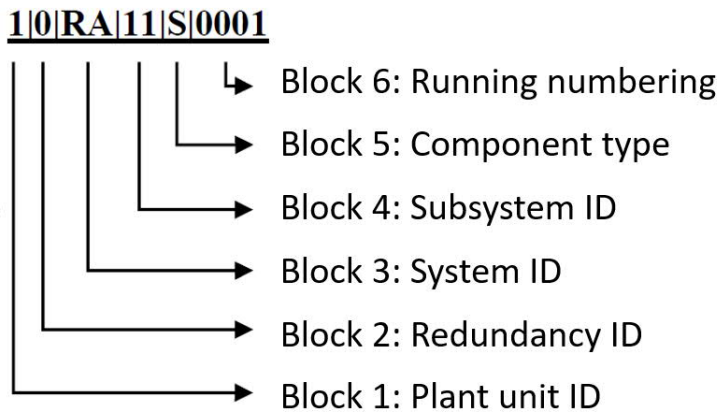 1|0|RA|11|S|0001
Block 6: Running numbering
Block 5: Component type
Block 4: Subsystem ID
Block 3: System ID
Block 2: Redundancy ID
Block 1: Plant unit ID